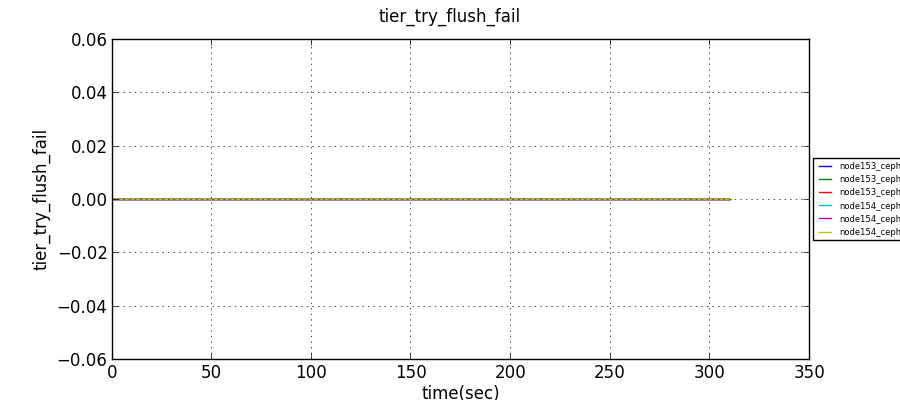 tier_try_flush_fail
0.06
0.04
0.02
0.00
−0.02
−0.04
−0.06
tier_try_flush_fail
0 50 100 150 200 250 300 350
time(sec)
node153_ceph
node153_ceph
node153_ceph
node154_ceph
node154_ceph
node154_ceph